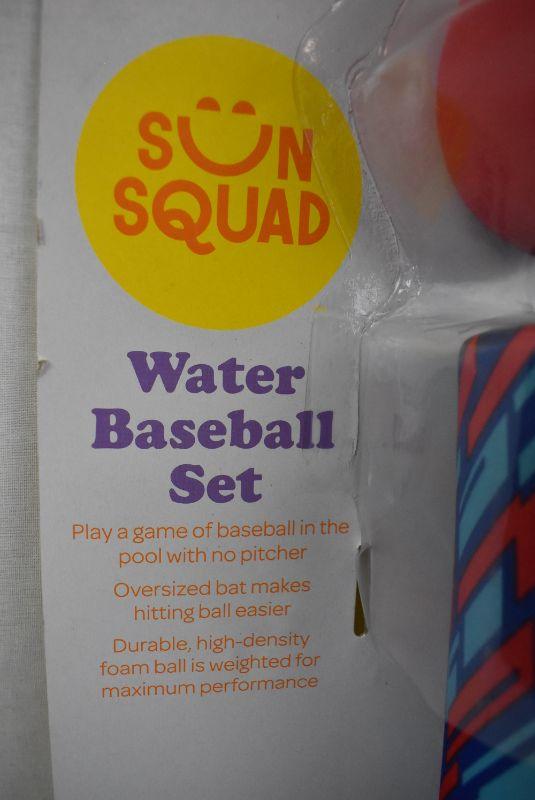 SUN
SQUAD
Water
Baseball
Set
Play a game of baseball in the
pool with no pitcher
Oversized bat makes
hitting ball easier
Durable, high-density
foam ball is weighted for
maximum performance